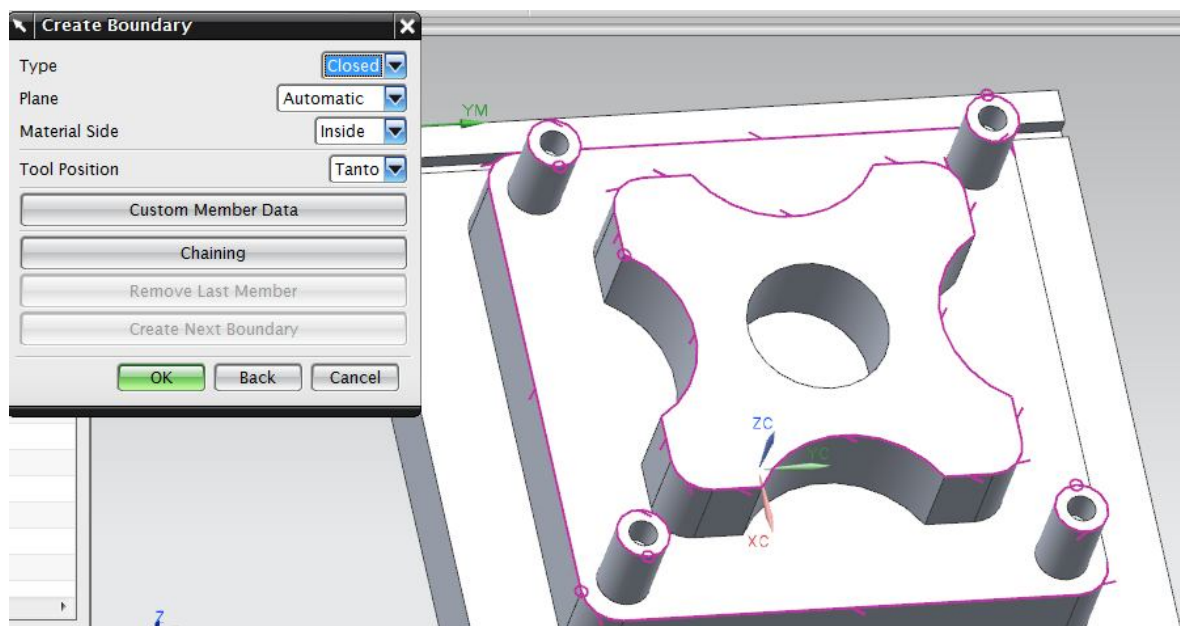 Create Boundary
Type Closed
Plane Automatic
Material Side Inside
Tool Position Tanto
Custom Member Data
Chaining
Remove Last Member
Create Next Boundary
OK Back Cancel
YM
ZC
YC
XC
Z